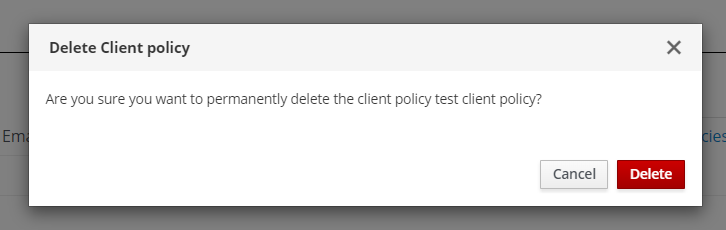 Delete Client policy
Are you sure you want to permanently delete the client policy test client policy?
Ema
cies
Cancel
Delete